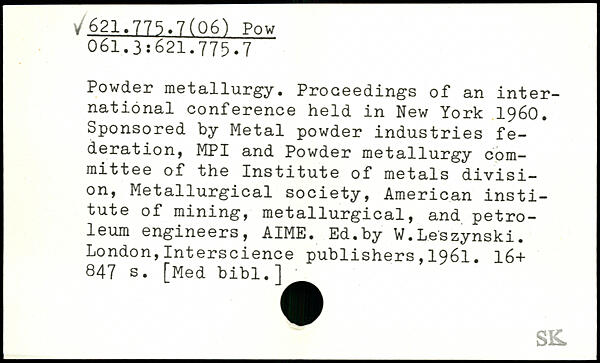 √ 621.775.7(06) Pow
061.3:621.775.7
Powder metallurgy. Proceedings of an inter-
national conference held in New York 1960.
Sponsored by Metal powder industries fe-
deration, MPI and Powder metallurgy com-
mittee of the Institute of metals divisi-
on, Metallurgical society, American insti-
tute of mining, metallurgical, and petro-
leum engineers, AIME. Ed.by W.Leszynski.
London,Interscience publishers,1961. 16+
847 s. [Med bibl.]
SK